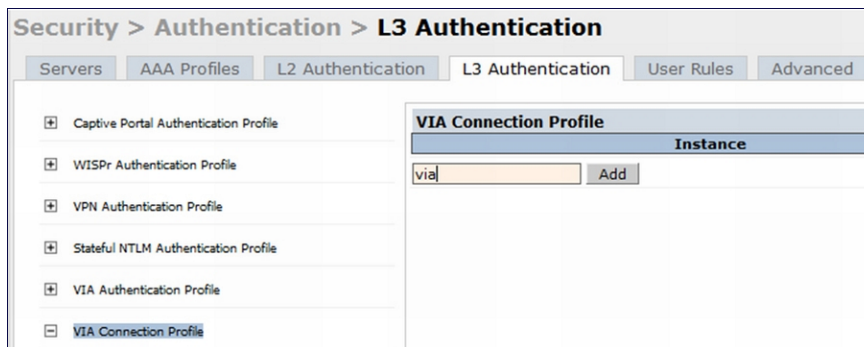 Security > Authentication > L3 Authentication
Servers AAA Profiles L2 Authentication L3 Authentication User Rules Advanced
Captive Portal Authentication Profile
WISPr Authentication Profile
VPN Authentication Profile
Stateful NTLM Authentication Profile
VIA Authentication Profile
VIA Connection Profile
VIA Connection Profile
Instance
via Add